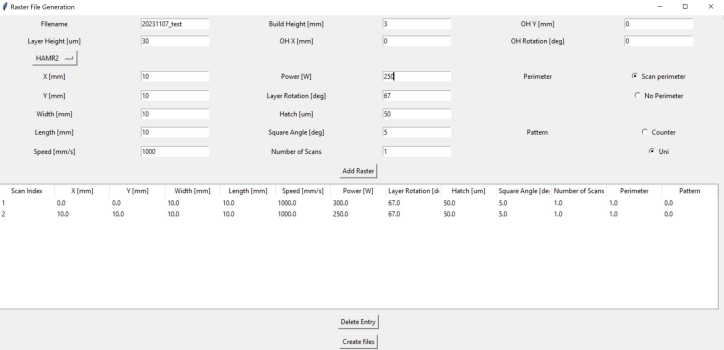 Raster File Generation
Filename 20231107_test Build Height [mm] 3 OH Y [mm] 0
Layer Height [um] 30 OH X [mm] 0 OH Rotation [deg] 0
HAMR2
X [mm] 10 Power [W] 250 Perimeter Scan perimeter
Y [mm] 10 Layer Rotation [deg] 67 No Perimeter
Width [mm] 10 Hatch [um] 50
Length [mm] 10 Square Angle [deg] 5 Pattern Counter
Speed [mm/s] 1000 Number of Scans 1 Uni
Add Raster
Scan Index X [mm] Y [mm] Width [mm] Length [mm] Speed [mm/s] Power [W] Layer Rotation [de Hatch [um] Square Angle [deg Number of Scans Perimeter Pattern
1 0.0 0.0 10.0 10.0 1000.0 300.0 67.0 50.0 5.0 1.0 1.0 0.0
2 10.0 10.0 10.0 10.0 1000.0 250.0 67.0 50.0 5.0 1.0 1.0 0.0
Delete Entry
Create files